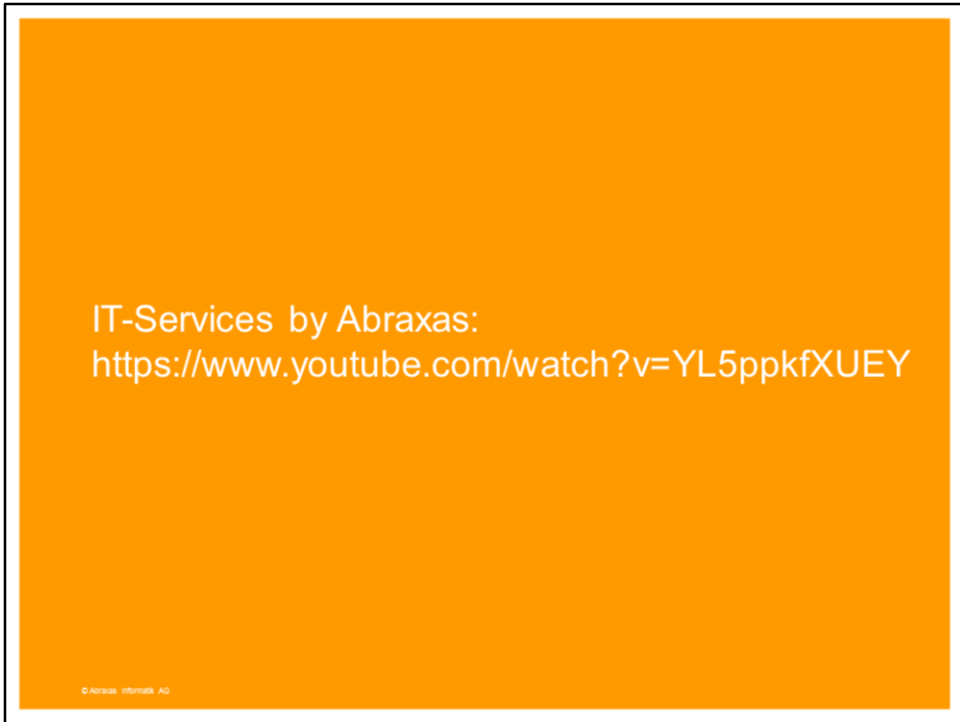 IT-Services by Abraxas:
https://www.youtube.com/watch?v=YL5ppkfXUEY
© Abraxas Informatik AG